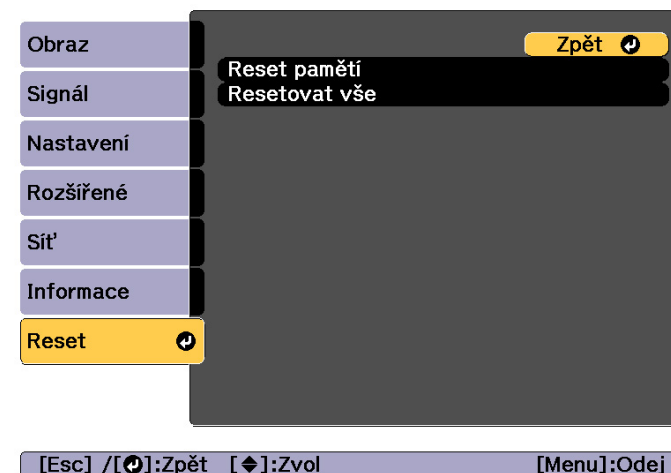 Obraz
Signál
Nastavení
Rozšířené
Síť
Informace
Reset
Zpět
Reset pamětí
Resetovat vše
[Esc] /[]:Zpět [◆]:Zvol [Menu]:Odej